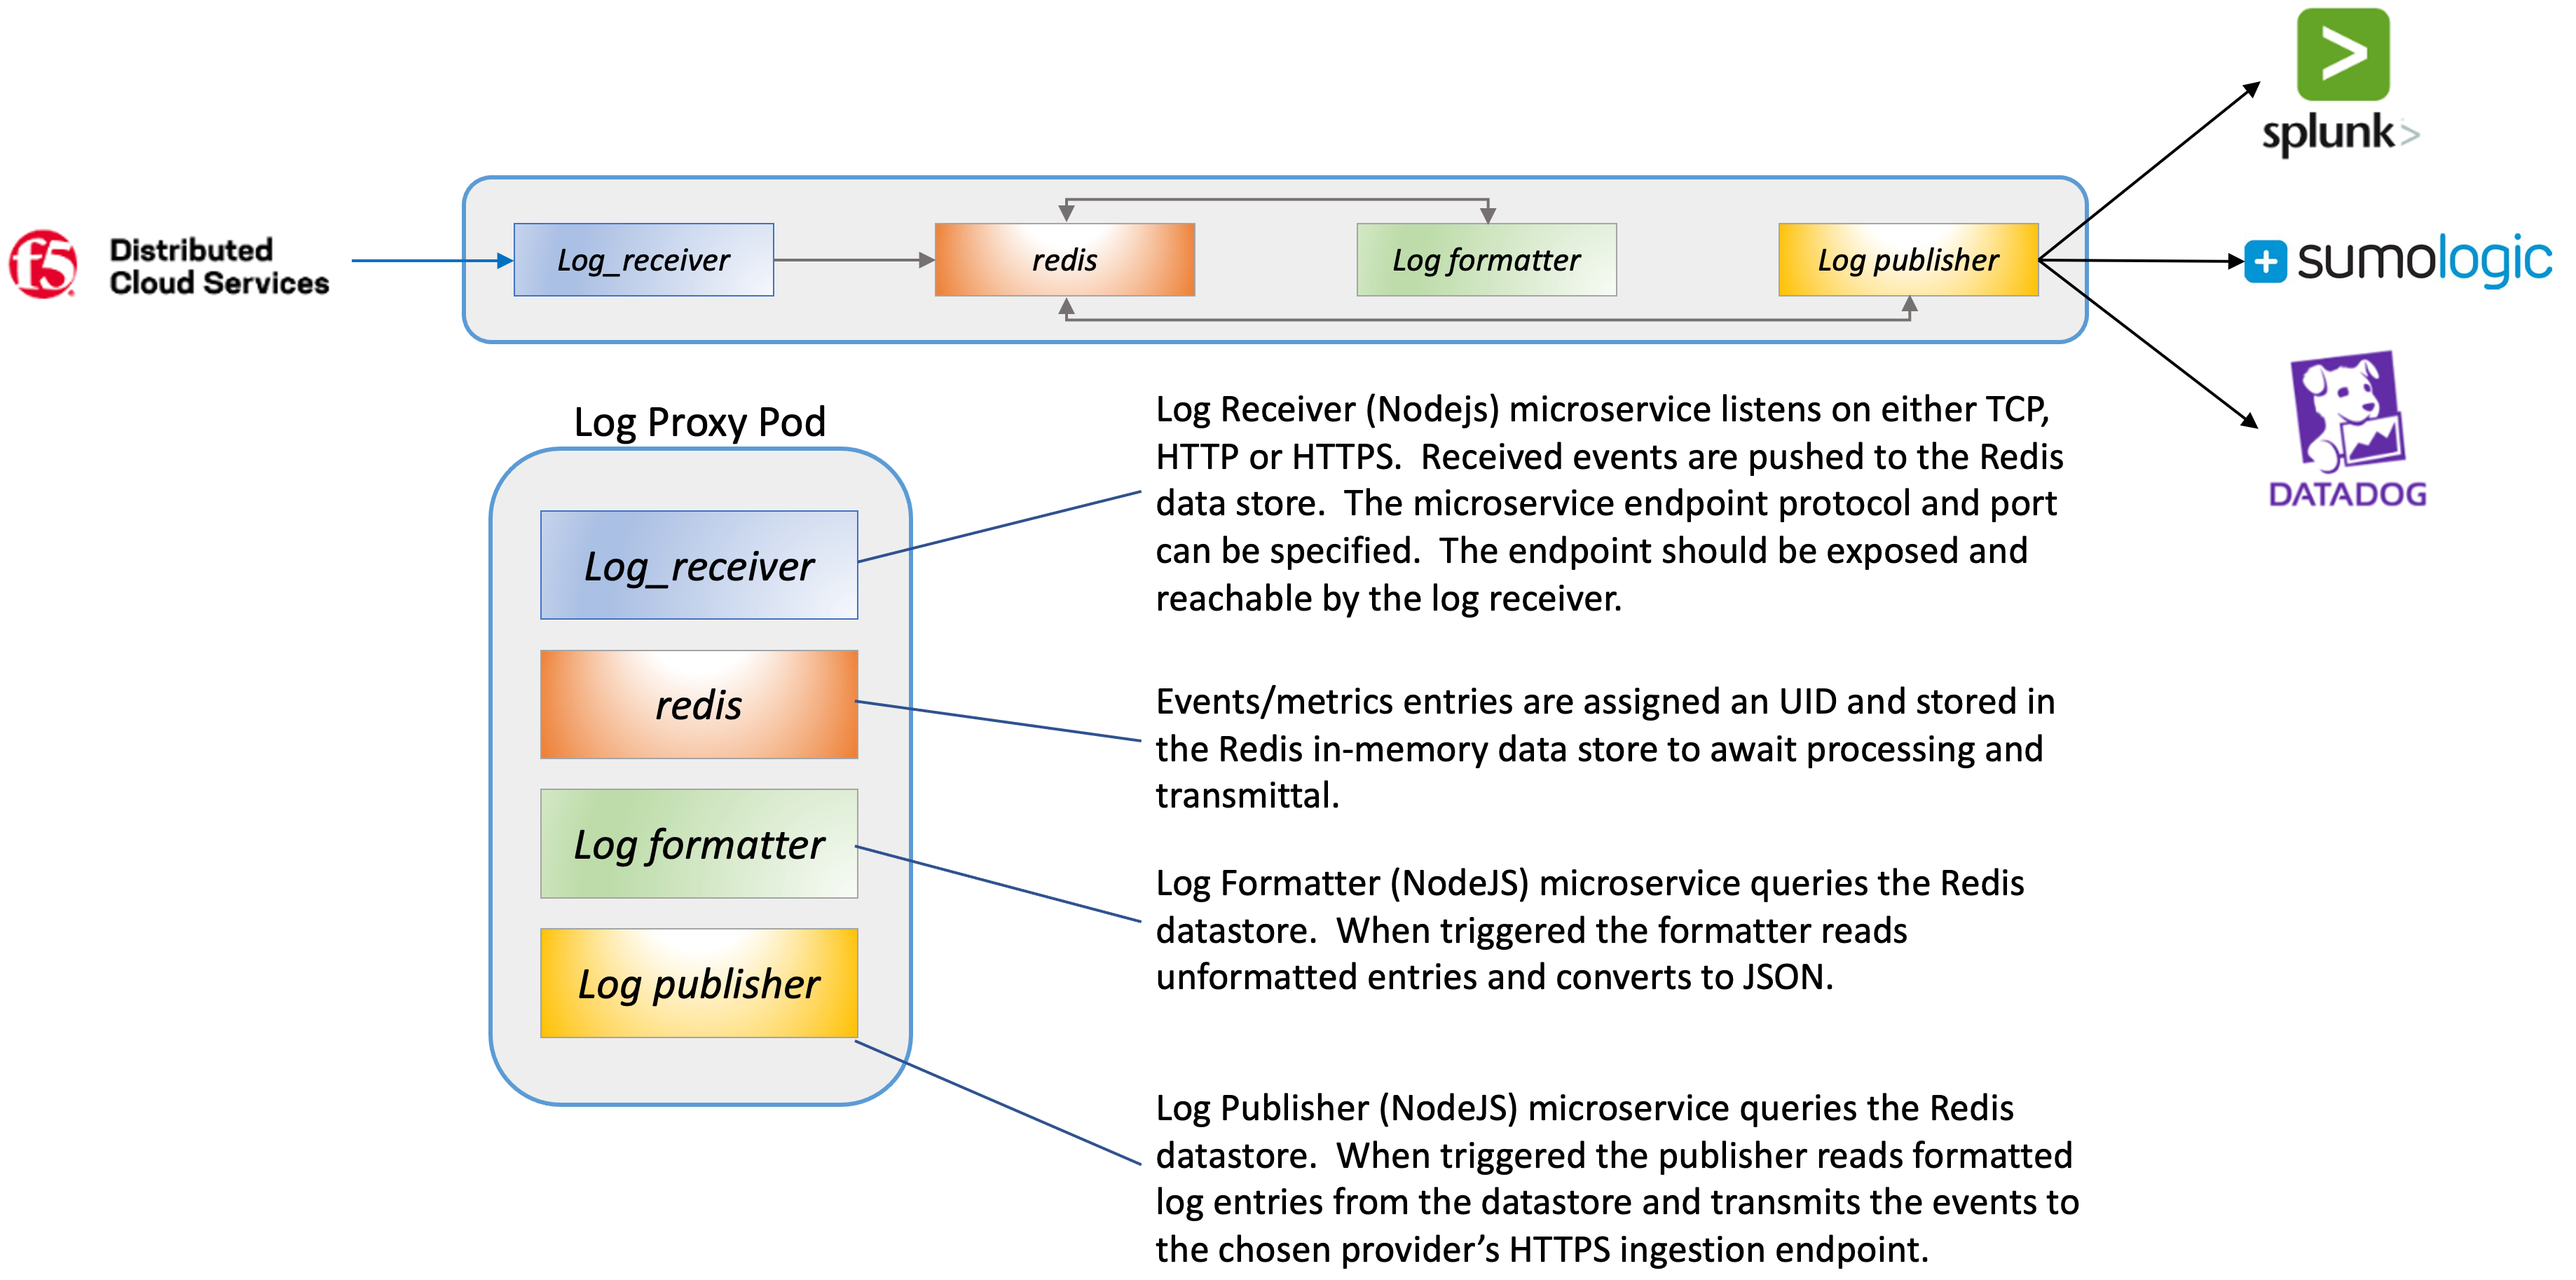 splunk>
f5 Distributed
Cloud Services
Log_receiver
redis
Log formatter
Log publisher
sumologic
DATADOG
Log Proxy Pod
Log_receiver
redis
Log formatter
Log publisher
Log Receiver (Nodejs) microservice listens on either TCP,
HTTP or HTTPS.  Received events are pushed to the Redis
data store.  The microservice endpoint protocol and port
can be specified.  The endpoint should be exposed and
reachable by the log receiver.
Events/metrics entries are assigned an UID and stored in
the Redis in-memory data store to await processing and
transmittal.
Log Formatter (NodeJS) microservice queries the Redis
datastore.  When triggered the formatter reads
unformatted entries and converts to JSON.
Log Publisher (NodeJS) microservice queries the Redis
datastore.  When triggered the publisher reads formatted
log entries from the datastore and transmits the events to
the chosen provider’s HTTPS ingestion endpoint.